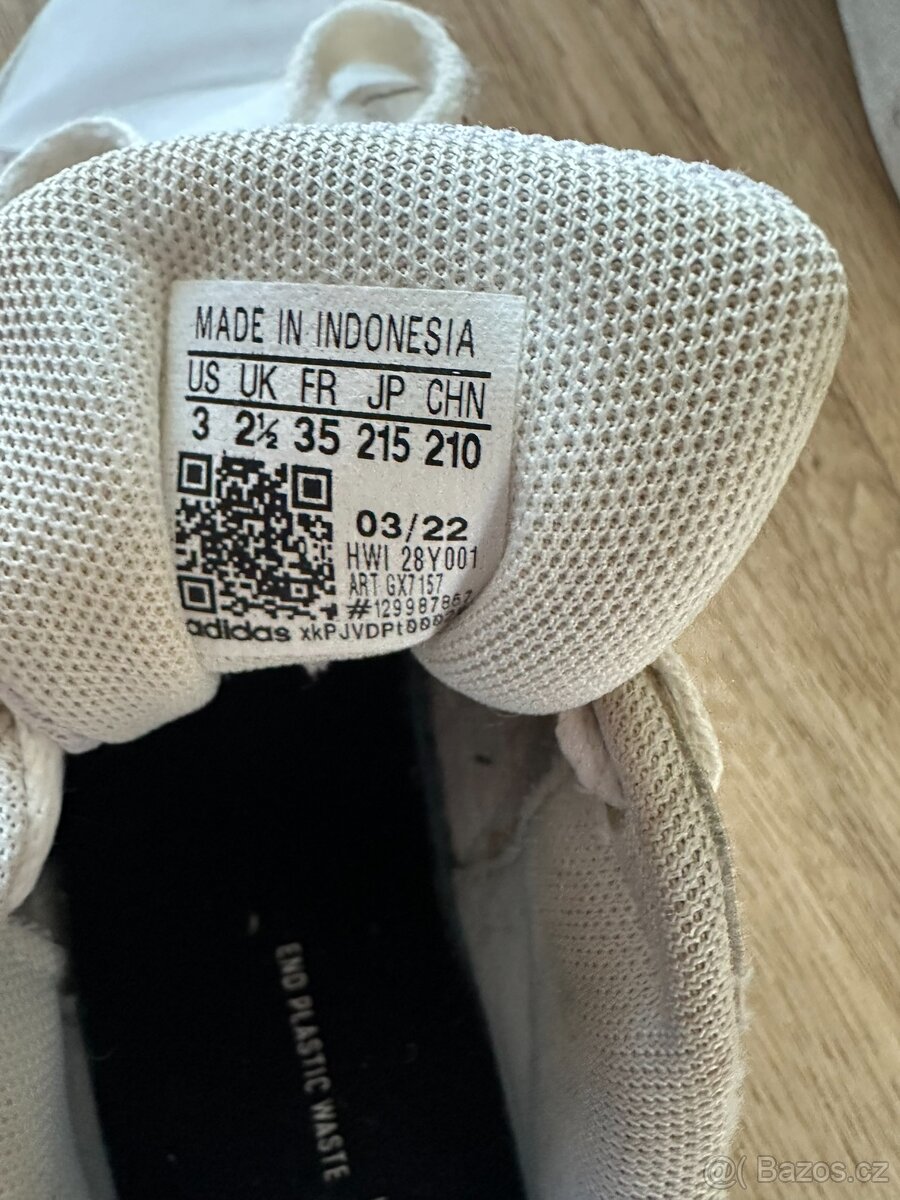 MADE IN INDONESIA
US UK FR JP CHN
3 2½ 35 215 210
03/22
HWI 28Y001
ART GX7157
#129987862
adidas
END PLASTIC WASTE
@( Bazos.cz